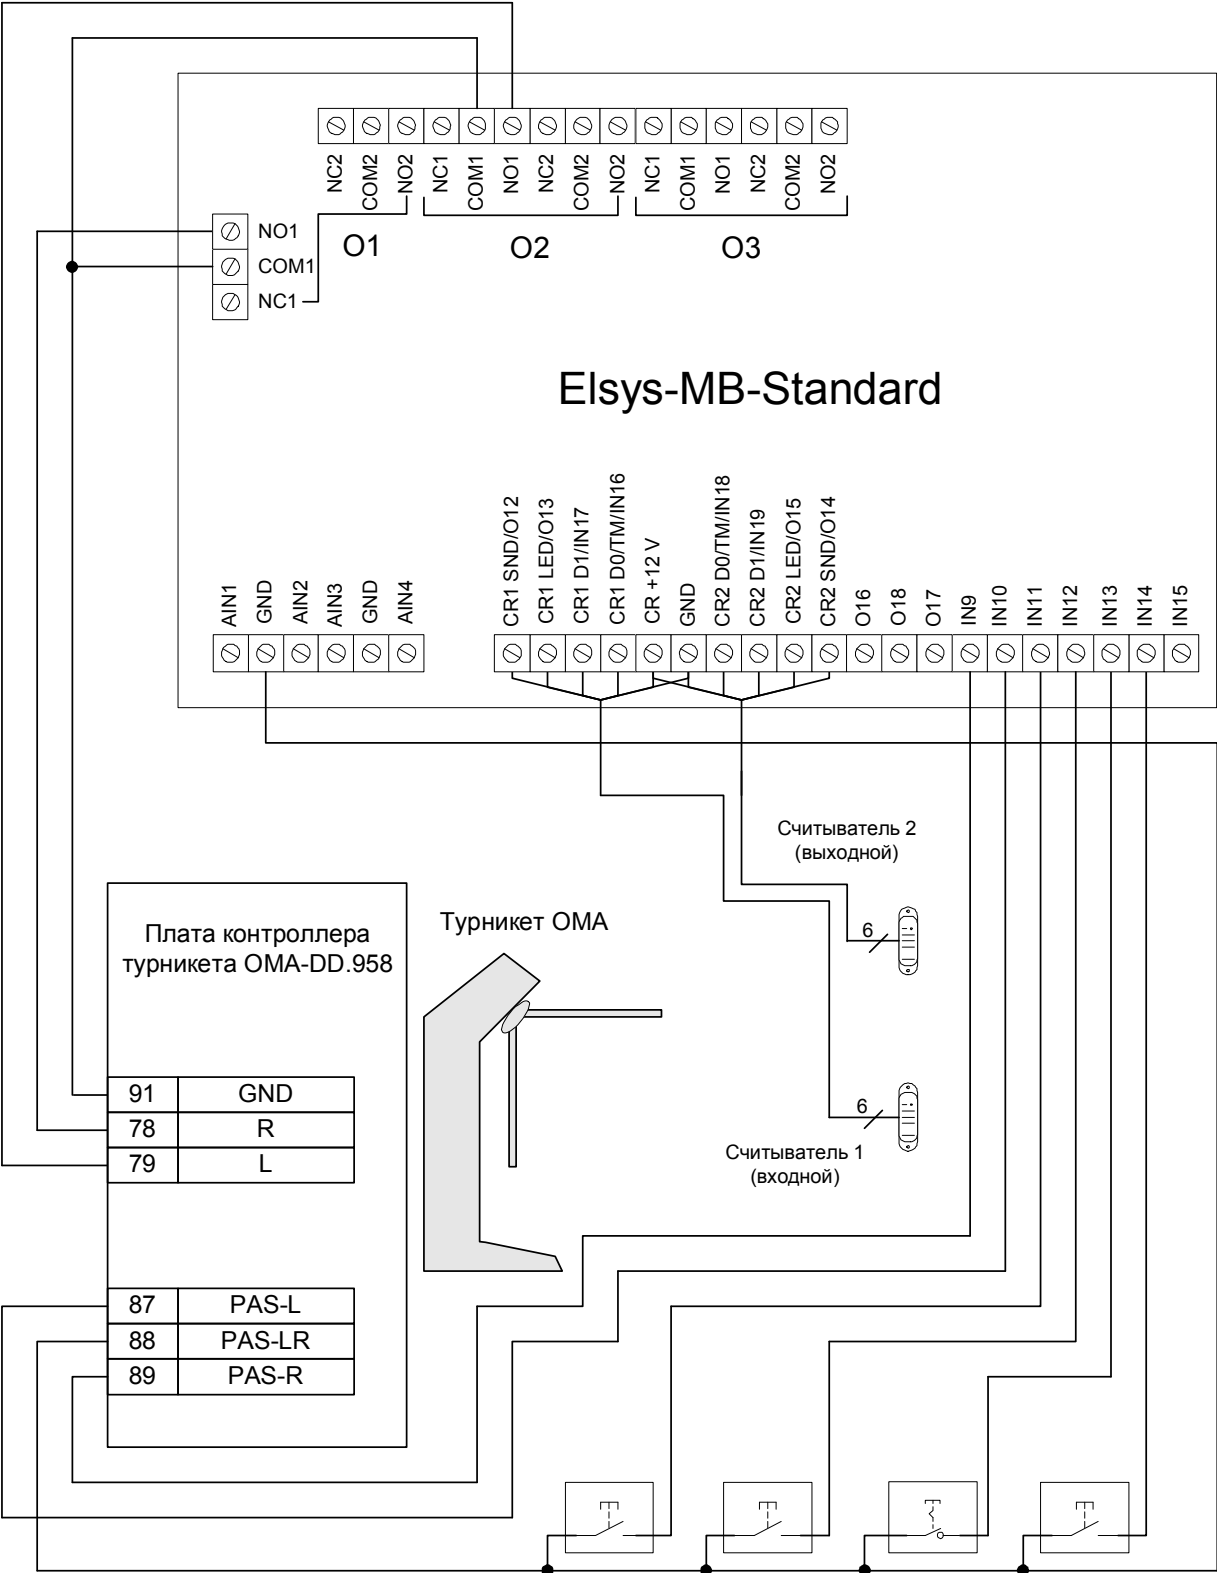 NC2
COM2
NO2
NC1
COM1
NO1
NC2
COM2
NO2
NC1
COM1
NO1
NC2
COM2
NO2
NO1
COM1
NC1
O1
O2
O3
Elsys-MB-Standard
AIN1
GND
AIN2
AIN3
GND
AIN4
CR1 SND/O12
CR1 LED/O13
CR1 D1/IN17
CR1 D0/TM/IN16
CR +12 V
GND
CR2 D0/TM/IN18
CR2 D1/IN19
CR2 LED/O15
CR2 SND/O14
O16
O18
O17
IN9
IN10
IN11
IN12
IN13
IN14
IN15
Считыватель 2
(выходной)
6
Плата контроллера
турникета ОМА-DD.958
Турникет ОМА
91 GND
78 R
79 L
6
Считыватель 1
(входной)
87 PAS-L
88 PAS-LR
89 PAS-R